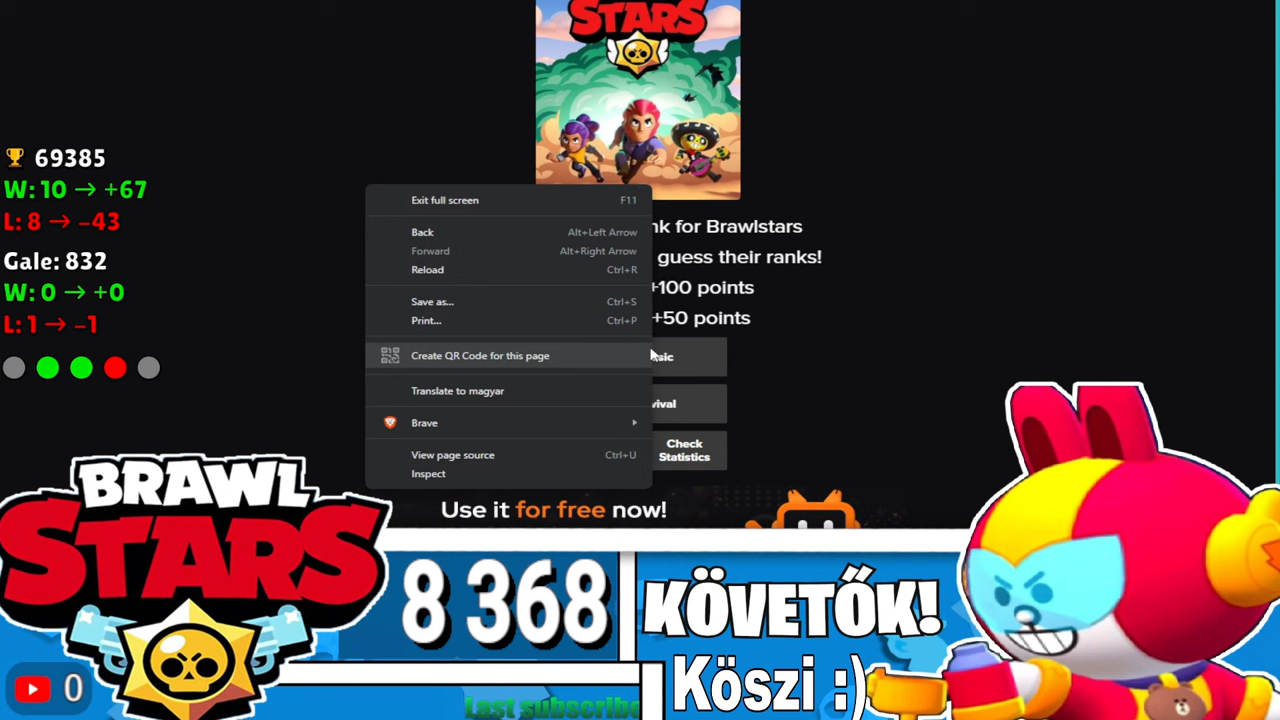 STARS
69385
W: 10 → +67
L: 8 → -43
Gale: 832
W: 0 → +0
L: 1 → -1
Exit full screen F11
Back Alt+Left Arrow
Forward Alt+Right Arrow
Reload Ctrl+R
Save as... Ctrl+S
Print... Ctrl+P
Create QR Code for this page
Translate to magyar
Brave
View page source Ctrl+U
Inspect
for Brawlstars
guess their ranks!
+100 points
+50 points
Check
Statistics
Use it for free now!
BRAWL
STARS
8 368
KÖVETŐK!
Köszi :)
0
Last